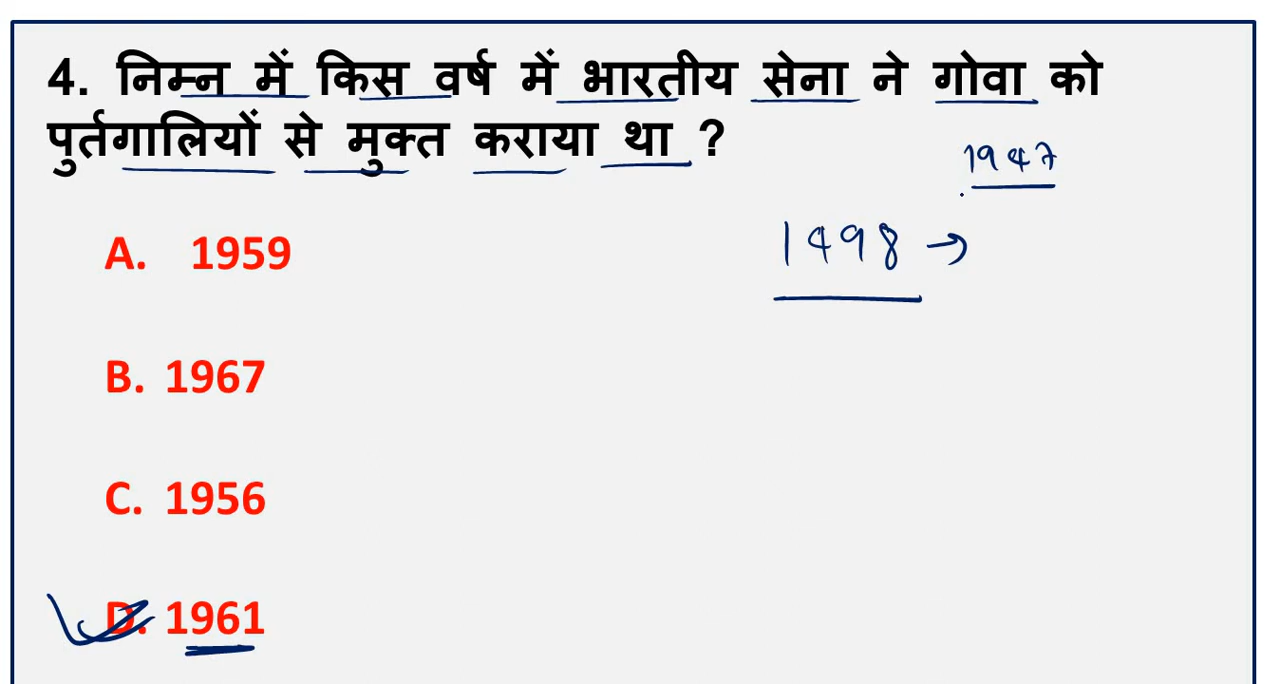 4. निम्न में किस वर्ष में भारतीय सेना ने गोवा को
पुर्तगालियों से मुक्त कराया था ?
1947
1498 →
A. 1959
B. 1967
C. 1956
D. 1961